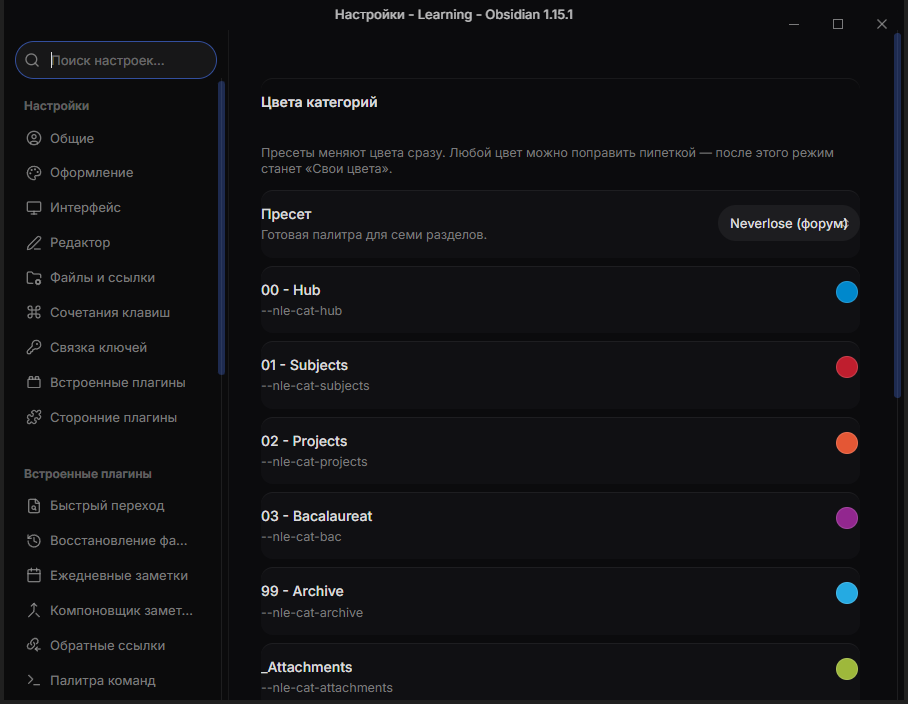 Настройки - Learning - Obsidian 1.15.1
Поиск настроек...
Настройки
Общие
Оформление
Интерфейс
Редактор
Файлы и ссылки
Сочетания клавиш
Связка ключей
Встроенные плагины
Сторонние плагины
Встроенные плагины
Быстрый переход
Восстановление фа...
Ежедневные заметки
Компоновщик замет...
Обратные ссылки
Палитра команд
Цвета категорий
Пресеты меняют цвета сразу. Любой цвет можно поправить пипеткой — после этого режим
станет «Свои цвета».
Пресет
Готовая палитра для семи разделов.
Neverlose (форум)
00 - Hub
--nle-cat-hub
01 - Subjects
--nle-cat-subjects
02 - Projects
--nle-cat-projects
03 - Bacalaureat
--nle-cat-bac
99 - Archive
--nle-cat-archive
_Attachments
--nle-cat-attachments